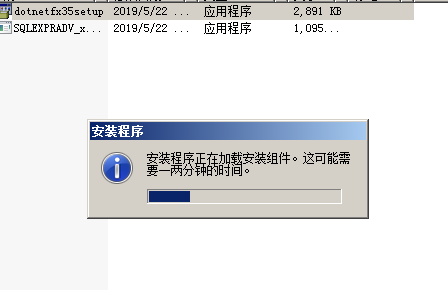 dotnetfx35setup 2019/5/22 ... 应用程序 2,891 KB
SQLEXPRADV_x... 2019/5/22 ... 应用程序 1,095...
安装程序
安装程序正在加载安装组件。这可能需
要一两分钟的时间。